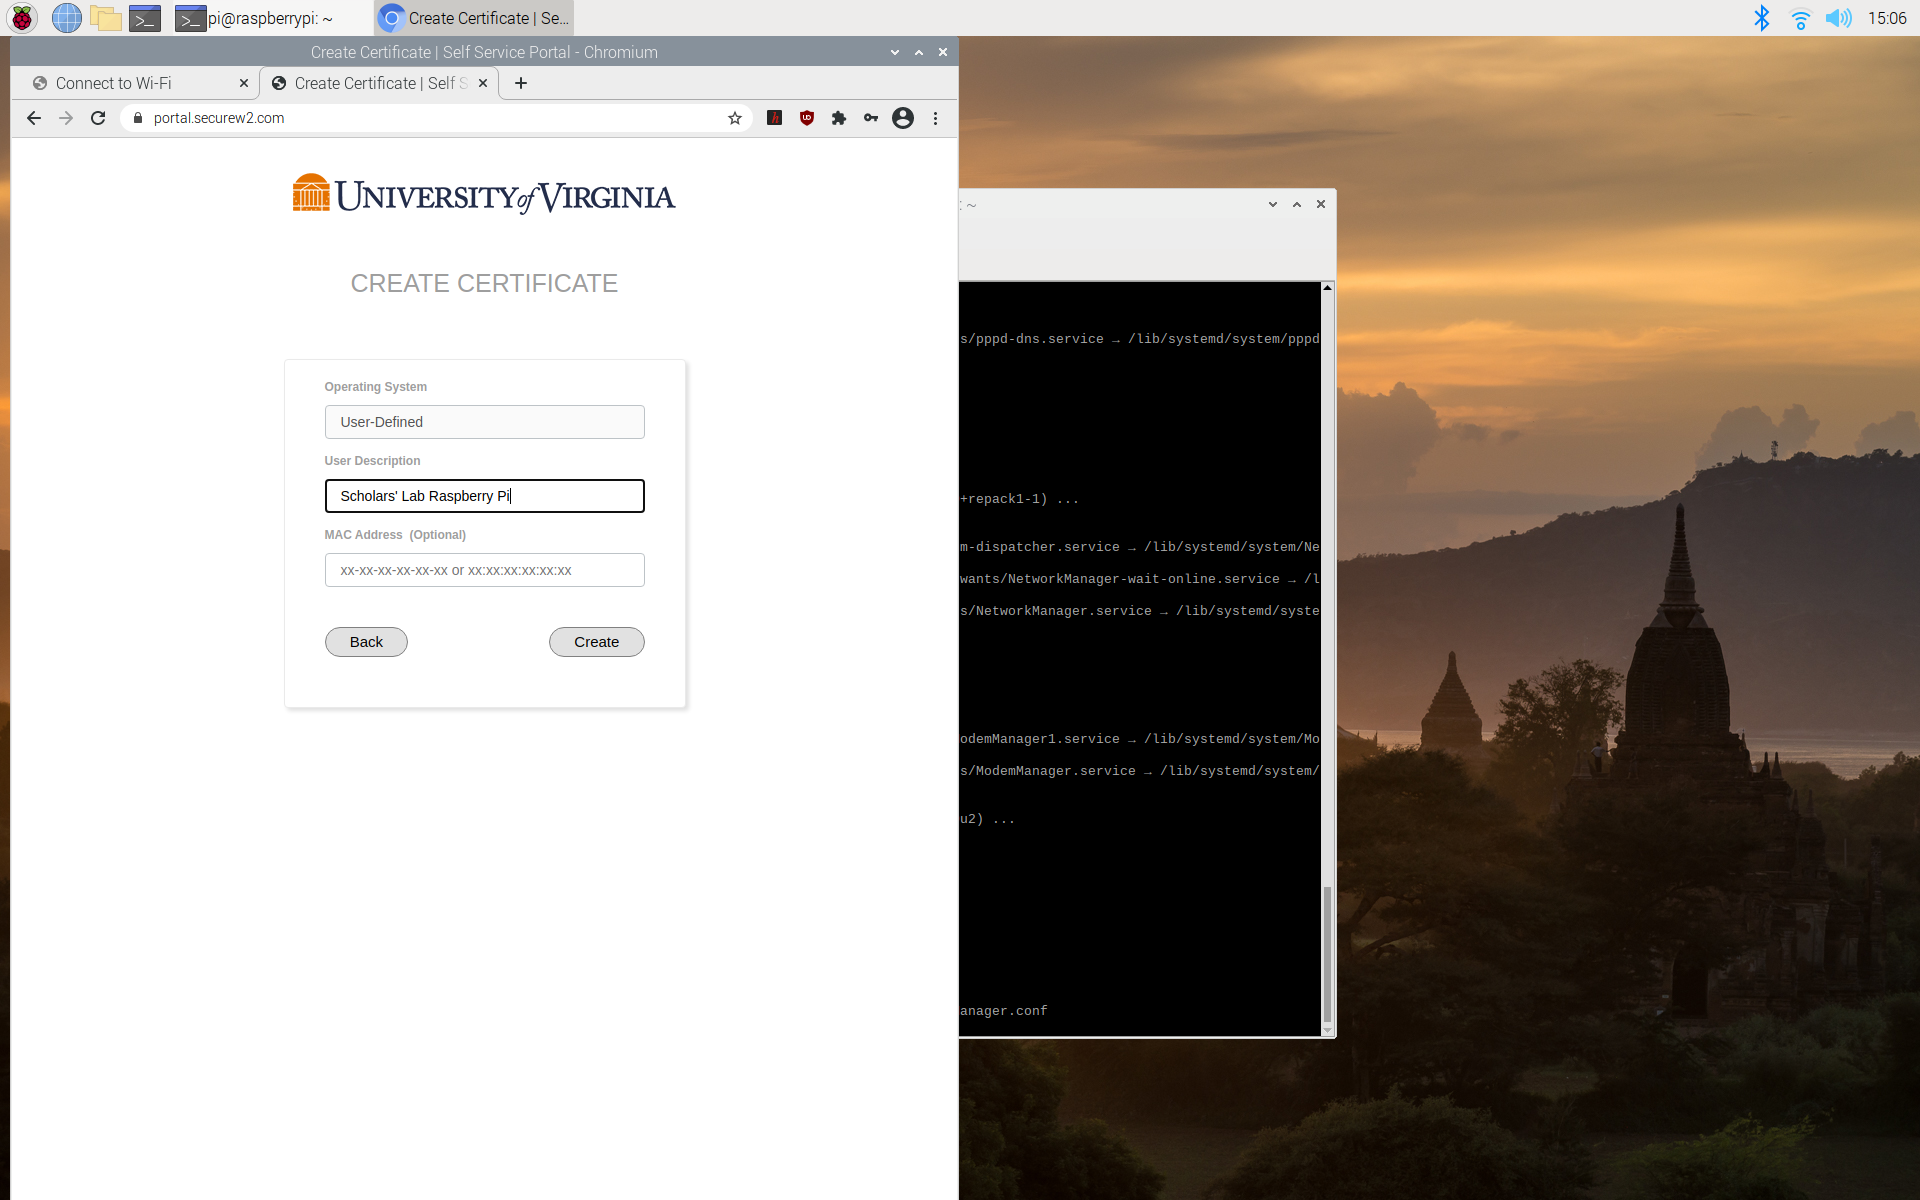 pi@raspberrypi: ~
Create Certificate | Se...
15:06
Create Certificate | Self Service Portal - Chromium
Connect to Wi-Fi
Create Certificate | Self S
portal.securew2.com
UNIVERSITY of VIRGINIA
CREATE CERTIFICATE
Operating System
User-Defined
User Description
Scholars' Lab Raspberry Pi
MAC Address (Optional)
xx-xx-xx-xx-xx-xx or xx:xx:xx:xx:xx:xx
Back
Create
: ~
s/pppd-dns.service → /lib/systemd/system/pppd
+repack1-1) ...
m-dispatcher.service → /lib/systemd/system/Ne
wants/NetworkManager-wait-online.service → /l
s/NetworkManager.service → /lib/systemd/syste
odemManager1.service → /lib/systemd/system/Mo
s/ModemManager.service → /lib/systemd/system/
u2) ...
anager.conf